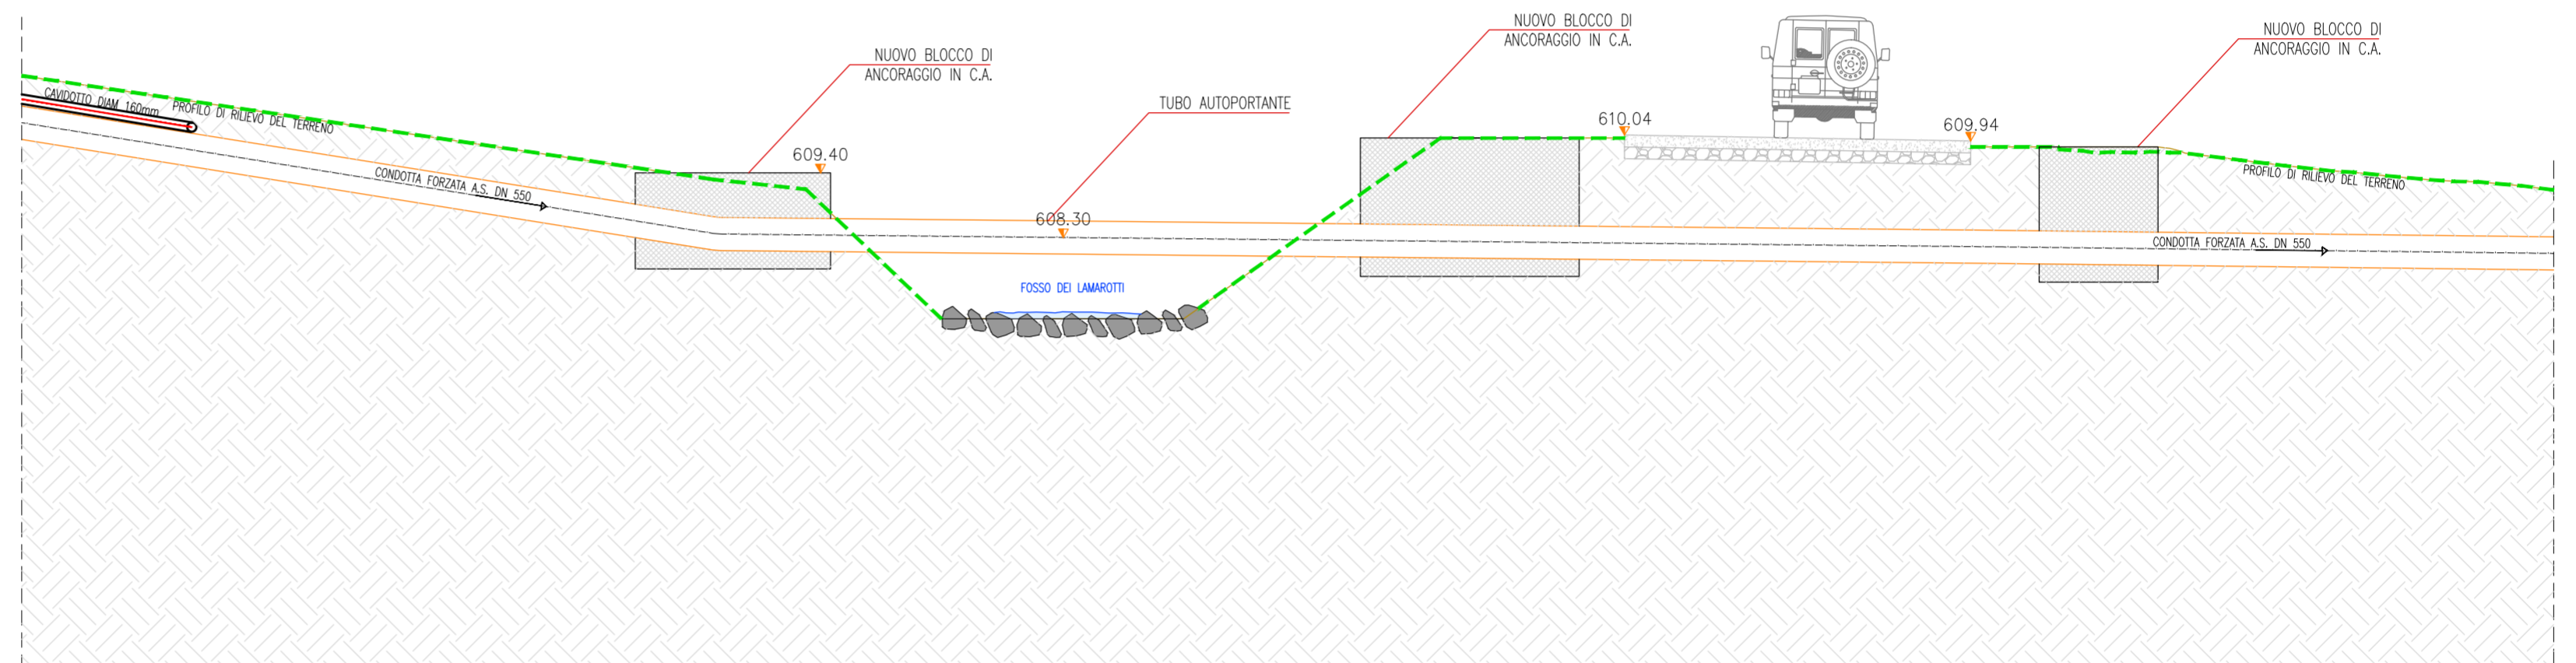 NUOVO BLOCCO DI
ANCORAGGIO IN C.A.
NUOVO BLOCCO DI
ANCORAGGIO IN C.A.
NUOVO BLOCCO DI
ANCORAGGIO IN C.A.
TUBO AUTOPORTANTE
CAVIDOTTO DIAM 160mm
PROFILO DI RILIEVO DEL TERRENO
610.04
609.94
609.40
CONDOTTA FORZATA A.S. DN 550
PROFILO DI RILIEVO DEL TERRENO
608.30
CONDOTTA FORZATA A.S. DN 550
FOSSO DEI LAMAROTTI